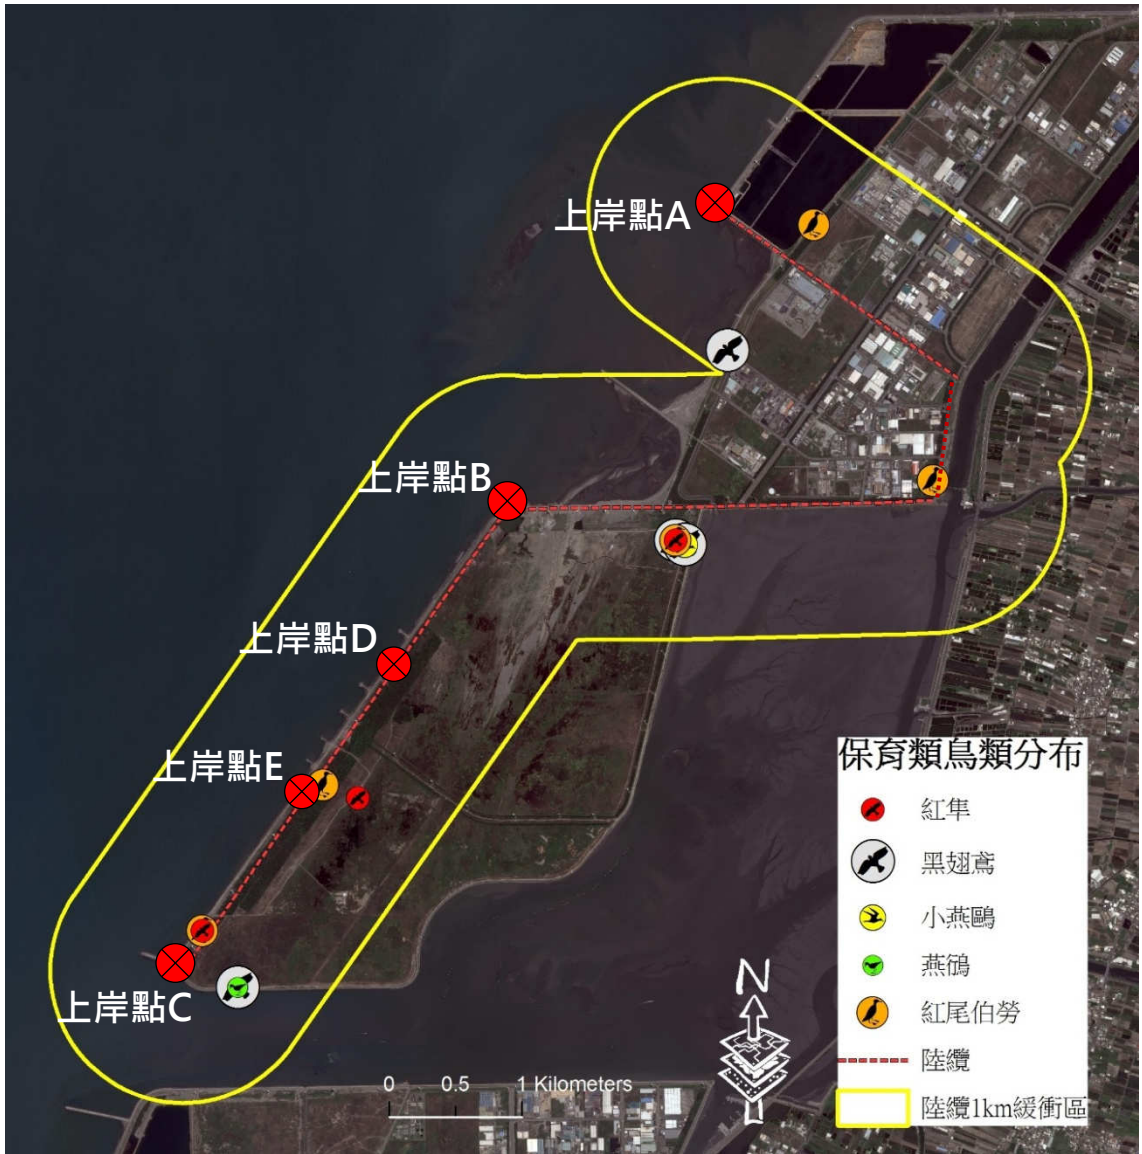 上岸點A
上岸點B
上岸點D
上岸點E
上岸點C
保育類鳥類分布
紅隼
黑翅鳶
小燕鷗
燕鴴
紅尾伯勞
陸纜
陸纜1km緩衝區
N
0 0.5 1 Kilometers